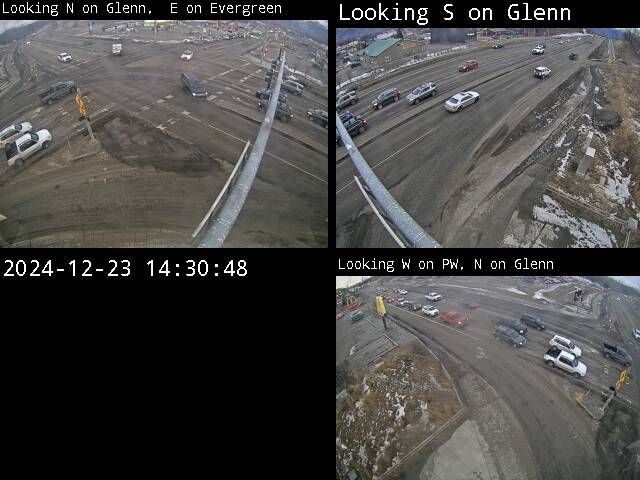 Looking N on Glenn, E on Evergreen
Looking S on Glenn
2024-12-23 14:30:48
Looking W on PW, N on Glenn